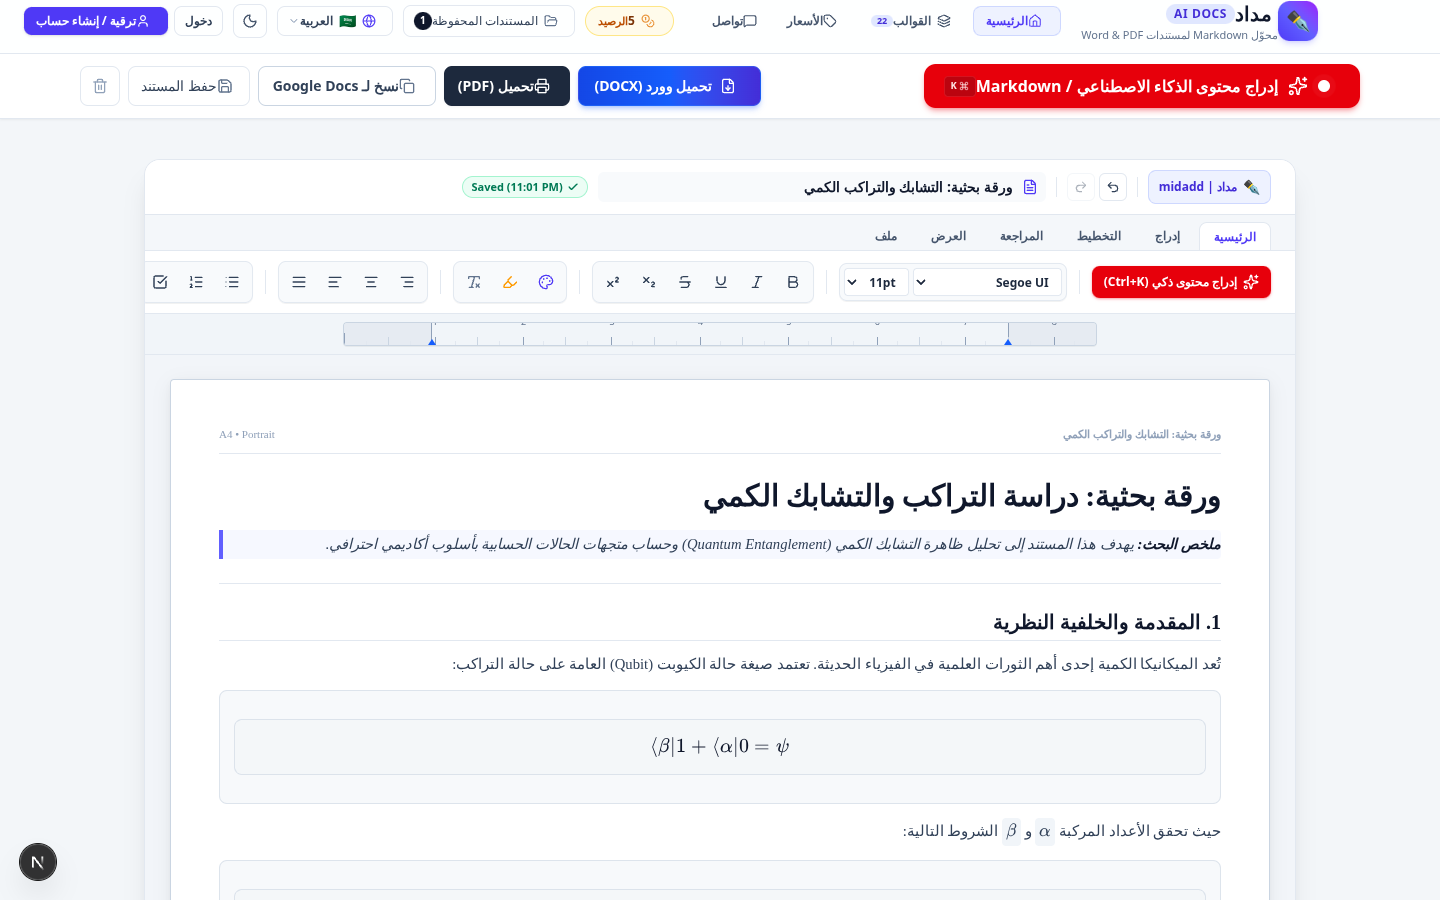 مداد AI DOCS
محوّل Markdown لمستندات Word & PDF
الرئيسية
القوالب 22
الأسعار
تواصل
5 الرصيد
المستندات المحفوظة 1
العربية
دخول
ترقية / إنشاء حساب
إدراج محتوى الذكاء الاصطناعي / Markdown ⌘ K
تحميل وورد (DOCX)
تحميل (PDF)
نسخ لـ Google Docs
حفظ المستند
مداد | midadd
ورقة بحثية: التشابك والتراكب الكمي
Saved (11:01 PM)
الرئيسية
إدراج
التخطيط
المراجعة
العرض
ملف
إدراج محتوى ذكي (Ctrl+K)
Segoe UI
11pt
ورقة بحثية: التشابك والتراكب الكمي
A4 • Portrait
ورقة بحثية: دراسة التراكب والتشابك الكمي
ملخص البحث: يهدف هذا المستند إلى تحليل ظاهرة التشابك الكمي (Quantum Entanglement) وحساب متجهات الحالات الحسابية بأسلوب أكاديمي احترافي.
1. المقدمة والخلفية النظرية
تُعد الميكانيكا الكمية إحدى أهم الثورات العلمية في الفيزياء الحديثة. تعتمد صيغة حالة الكيوبت (Qubit) العامة على حالة التراكب:
⟨β|1 + ⟨α|0 = ψ
حيث تحقق الأعداد المركبة α و β الشروط التالية: